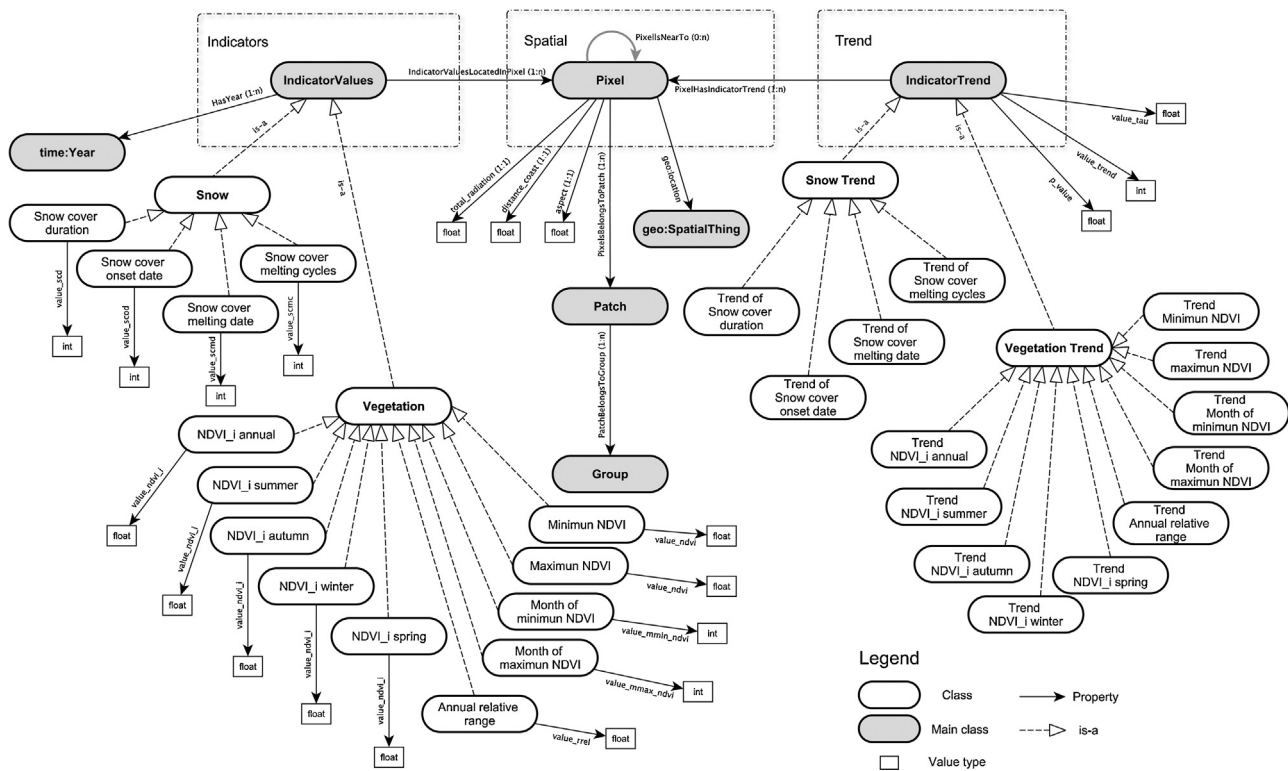 Indicators
Spatial
Trend
PixelIsNearTo (0:n)
IndicatorValues
IndicatorValuesLocatedInPixel (1:n)
Pixel
PixelHasIndicatorTrend (1:n)
IndicatorTrend
HasYear (1:n)
is-a
is-a
is-a
is-a
value_tau
float
time:Year
value_trend
int
p_value
float
total_radiation (1:1)
float
distance_coast (1:1)
float
aspect (1:1)
float
PixelsBelongsToPatch (1:n)
geo:location
geo:SpatialThing
Snow
Snow cover
duration
Snow cover
onset date
Snow cover
melting date
Snow cover
melting cycles
value_scd
int
value_scod
int
value_scmd
int
value_scmc
int
Snow Trend
Trend of
Snow cover
duration
Trend of
Snow cover
onset date
Trend of
Snow cover
melting date
Trend of
Snow cover
melting cycles
Patch
PatchBelongsToGroup (1:n)
Group
Vegetation
NDVI_i annual
value_ndvi_i
float
NDVI_i summer
value_ndvi_i
float
NDVI_i autumn
value_ndvi_i
float
NDVI_i winter
value_ndvi_i
float
NDVI_i spring
value_ndvi_i
float
Minimun NDVI
value_ndvi
float
Maximun NDVI
value_ndvi
float
Month of
minimun NDVI
value_mmin_ndvi
int
Month of
maximun NDVI
value_mmax_ndvi
int
Annual relative
range
value_rrel
float
Vegetation Trend
Trend
Minimun NDVI
Trend
maximun NDVI
Trend
Month of
minimun NDVI
Trend
Month of
maximun NDVI
Trend
Annual relative
range
Trend
NDVI_i annual
Trend
NDVI_i summer
Trend
NDVI_i autumn
Trend
NDVI_i winter
Trend
NDVI_i spring
Legend
Class
Property
Main class
is-a
Value type